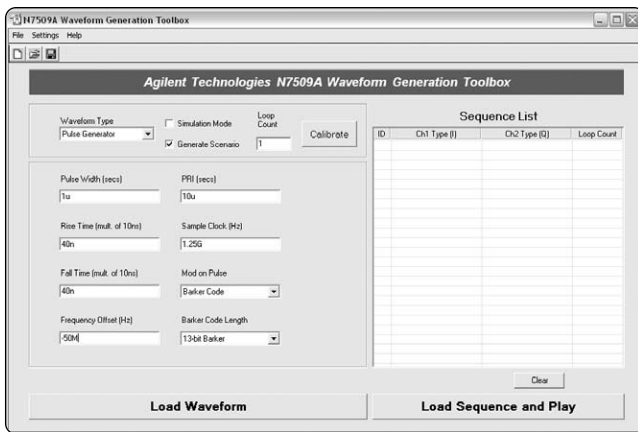 N7509A Waveform Generation Toolbox
File Settings Help
Agilent Technologies N7509A Waveform Generation Toolbox
Waveform Type
Pulse Generator
Simulation Mode
Generate Scenario
Loop
Count
1
Calibrate
Pulse Width (secs)
1u
PRI (secs)
10u
Rise Time (mult. of 10ns)
40n
Sample Clock (Hz)
1.25G
Fall Time (mult. of 10ns)
40n
Mod on Pulse
Barker Code
Frequency Offset (Hz)
-50M
Barker Code Length
13-bit Barker
Sequence List
ID Ch1 Type (I) Ch2 Type (Q) Loop Count
Clear
Load Waveform
Load Sequence and Play